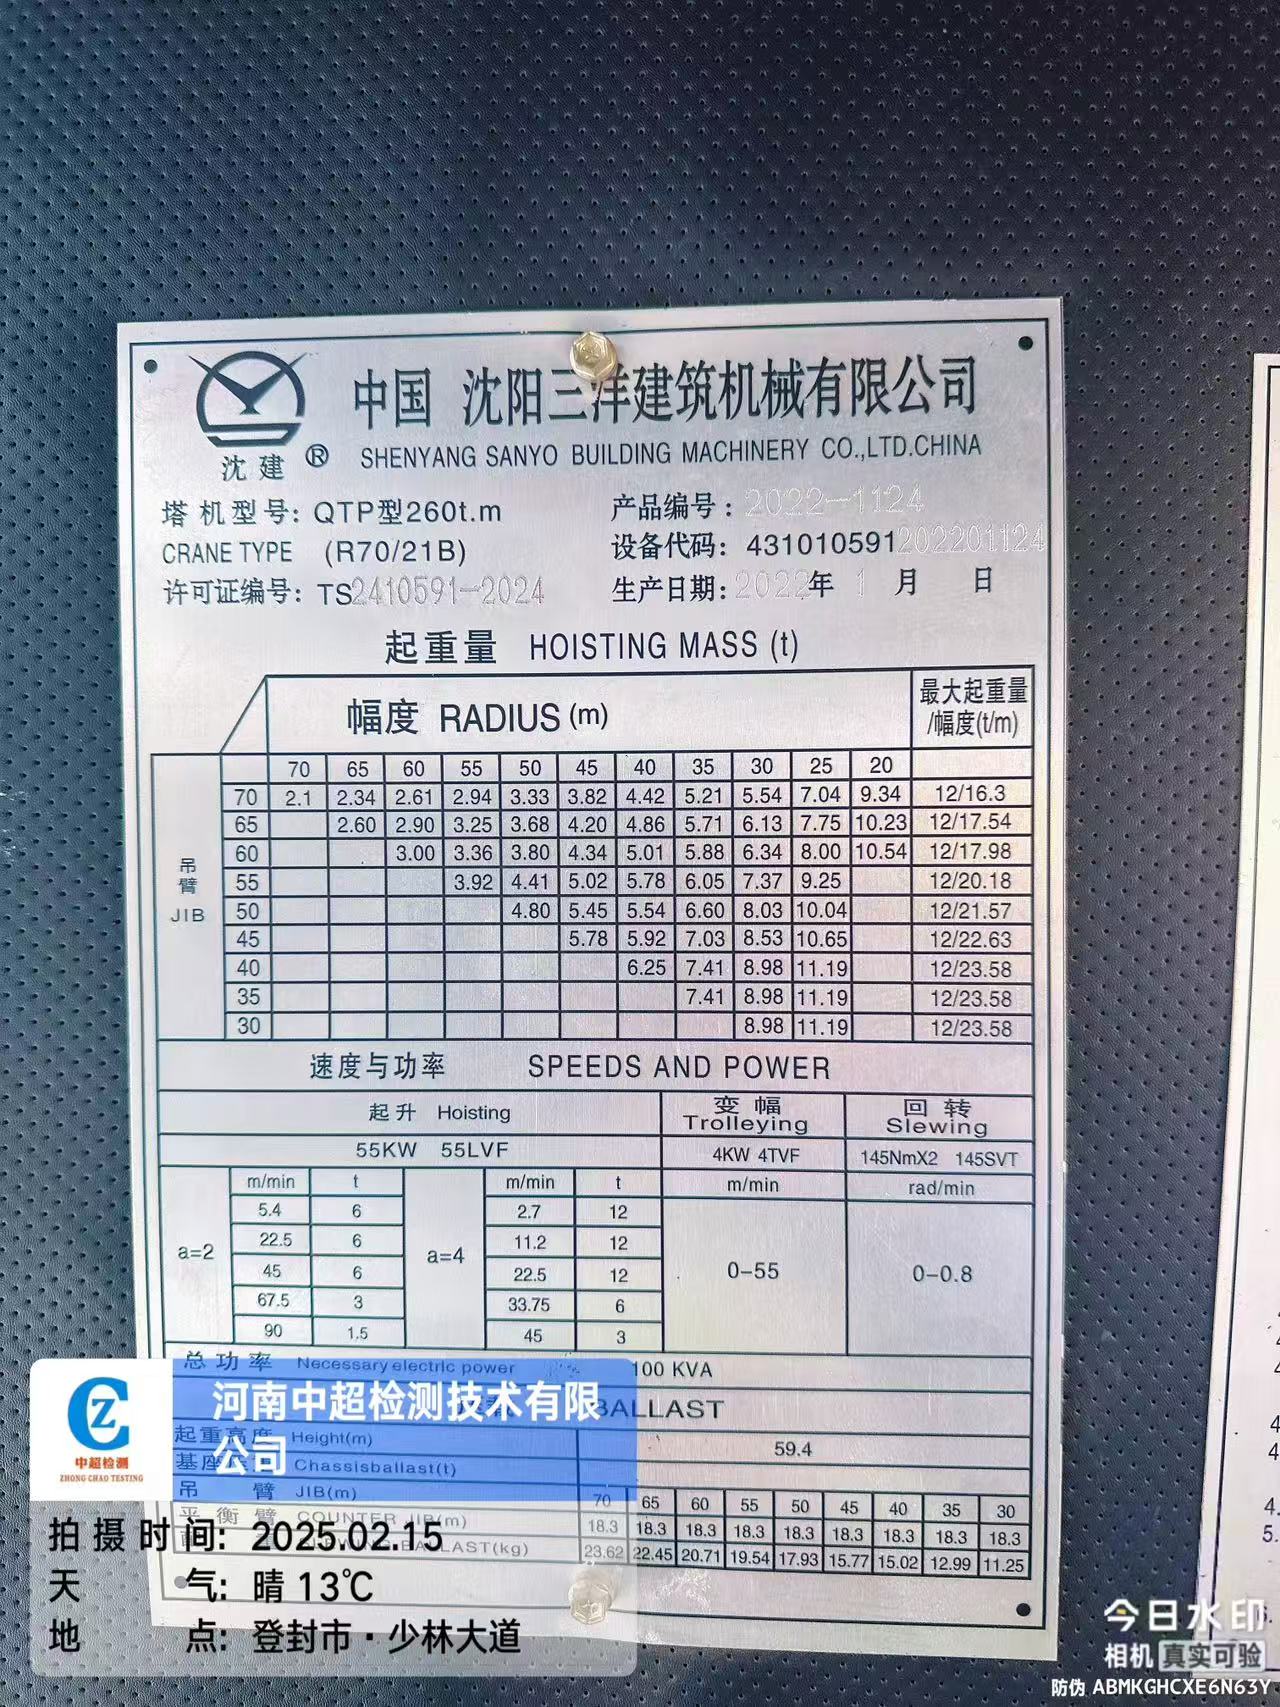 中国 沈阳三洋建筑机械有限公司
沈建 ® SHENYANG SANYO BUILDING MACHINERY CO.,LTD.CHINA
塔机型号: QTP型260t.m 产品编号: 2022-1124
CRANE TYPE (R70/21B) 设备代码: 431010591202201124
许可证编号: TS2410591-2024 生产日期: 2022年 1 月 日
起重量 HOISTING MASS (t)
幅度 RADIUS (m) 最大起重量/幅度(t/m)
70 65 60 55 50 45 40 35 30 25 20
吊臂 JIB
70 2.1 2.34 2.61 2.94 3.33 3.82 4.42 5.21 5.54 7.04 9.34 12/16.3
65 2.60 2.90 3.25 3.68 4.20 4.86 5.71 6.13 7.75 10.23 12/17.54
60 3.00 3.36 3.80 4.34 5.01 5.88 6.34 8.00 10.54 12/17.98
55 3.92 4.41 5.02 5.78 6.05 7.37 9.25 12/20.18
50 4.80 5.45 5.54 6.60 8.03 10.04 12/21.57
45 5.78 5.92 7.03 8.53 10.65 12/22.63
40 6.25 7.41 8.98 11.19 12/23.58
35 7.41 8.98 11.19 12/23.58
30 8.98 11.19 12/23.58
速度与功率 SPEEDS AND POWER
起升 Hoisting 变幅 Trolleying 回转 Slewing
55KW 55LVF 4KW 4TVF 145NmX2 145SVT
m/min t m/min t m/min rad/min
a=2 a=4 0-55 0-0.8
5.4 6 2.7 12
22.5 6 11.2 12
45 6 22.5 12
67.5 3 33.75 6
90 1.5 45 3
总功率 Necessary electric power 100 KVA
BALLAST
起重高度 Height(m) 59.4
基座 Chassisballast(t)
吊臂 JIB(m) 70 65 60 55 50 45 40 35 30
平衡臂 COUNTER JIB(m) 18.3 18.3 18.3 18.3 18.3 18.3 18.3 18.3 18.3
BALLAST(kg) 23.62 22.45 20.71 19.54 17.93 15.77 15.02 12.99 11.25
中超检测
ZHONG CHAO TESTING
河南中超检测技术有限
公司
拍摄时间: 2025.02.15
天气: 晴 13℃
地点: 登封市·少林大道
今日水印
相机 真实可验
防伪 ABMKGHCXE6N63Y